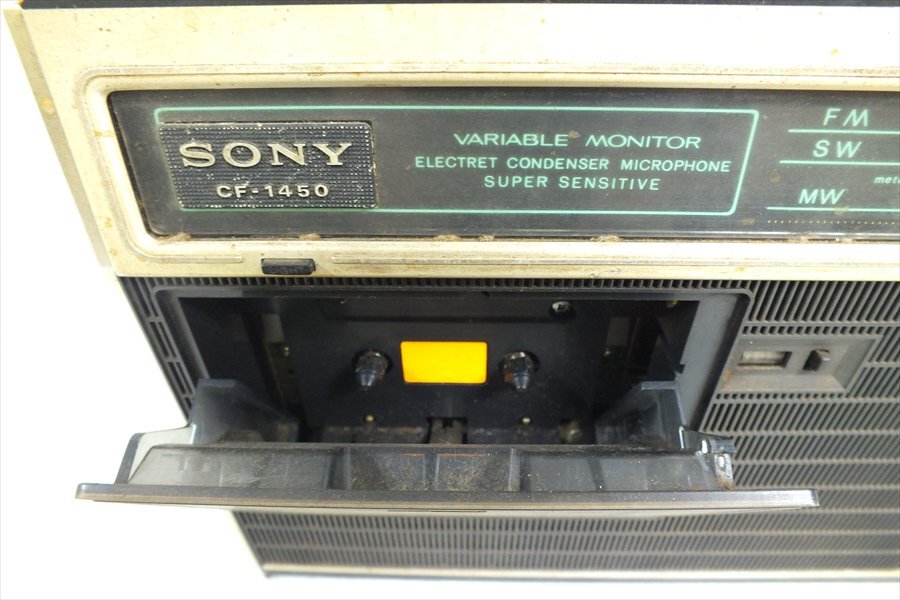 SONY
CF-1450
VARIABLE MONITOR
ELECTRET CONDENSER MICROPHONE
SUPER SENSITIVE
FM
SW
MW